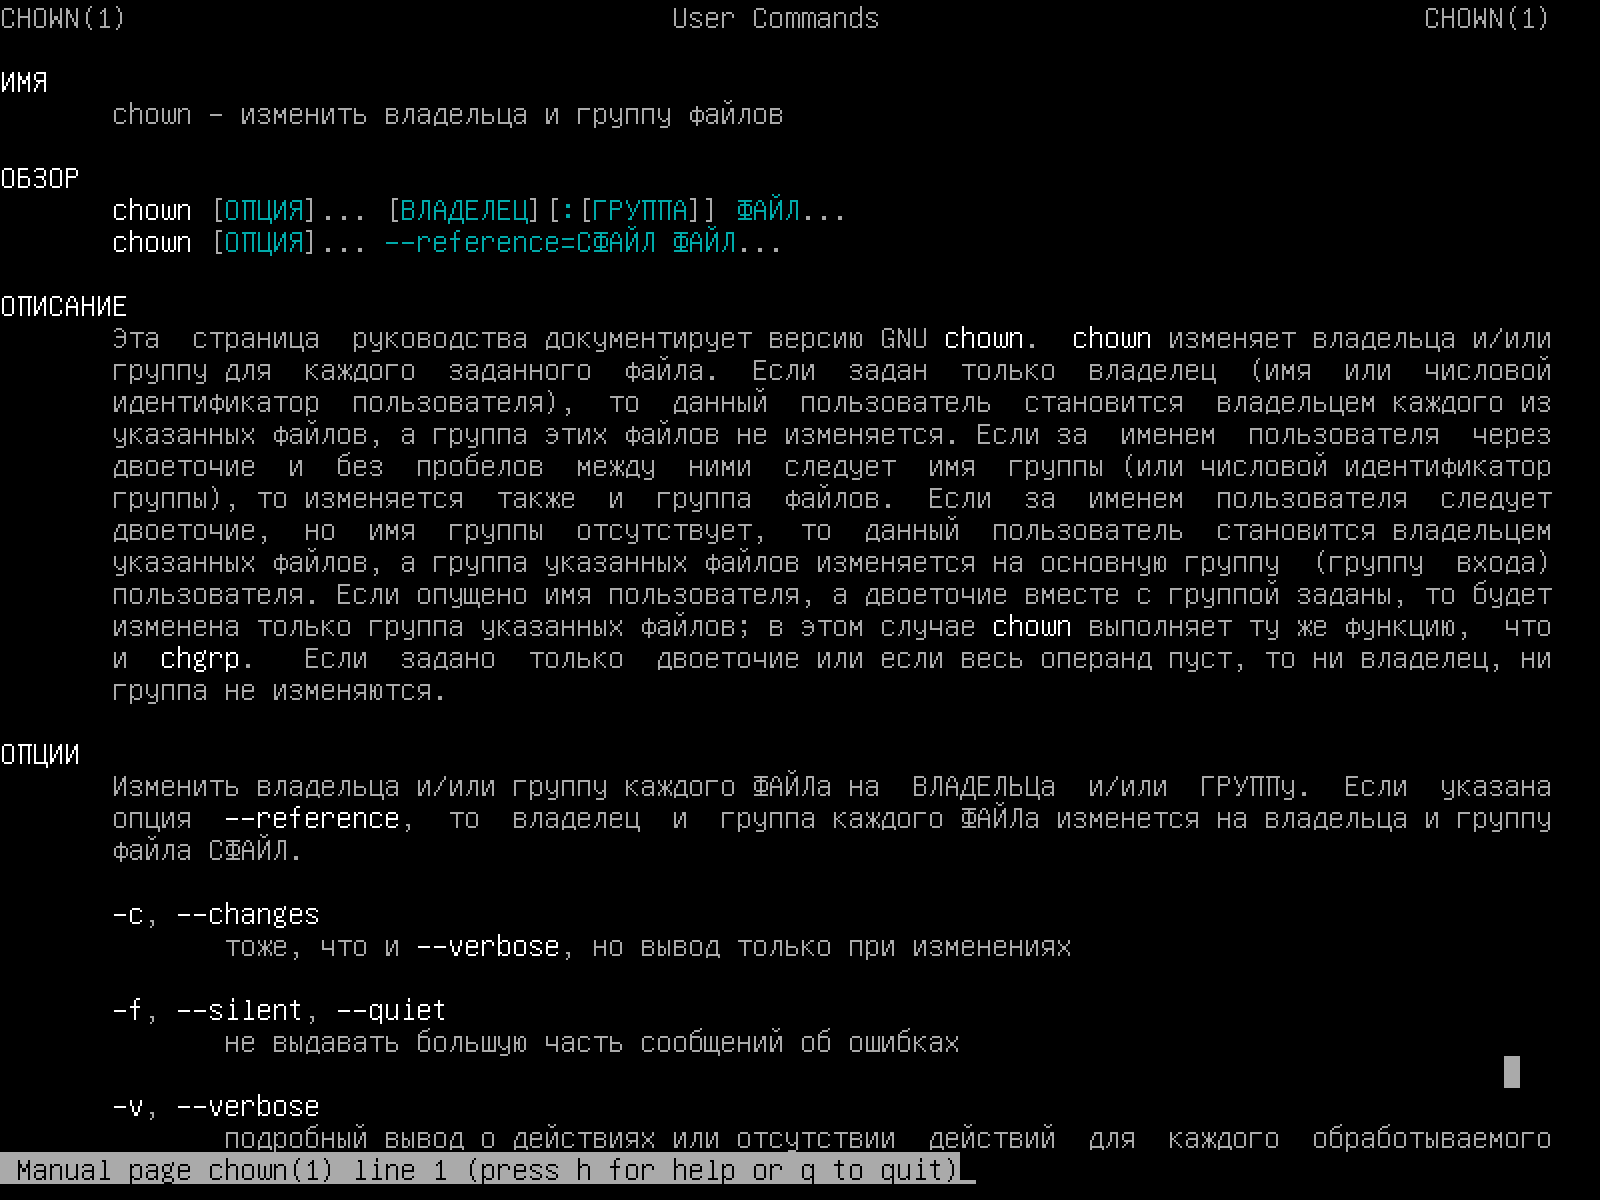 CHOWN(1) User Commands CHOWN(1)
ИМЯ
chown - изменить владельца и группу файлов
ОБЗОР
chown [ОПЦИЯ]... [ВЛАДЕЛЕЦ][:[ГРУППА]] ФАЙЛ...
chown [ОПЦИЯ]... --reference=СФАЙЛ ФАЙЛ...
ОПИСАНИЕ
Эта страница руководства документирует версию GNU chown. chown изменяет владельца и/или
группу для каждого заданного файла. Если задан только владелец (имя или числовой
идентификатор пользователя), то данный пользователь становится владельцем каждого из
указанных файлов, а группа этих файлов не изменяется. Если за именем пользователя через
двоеточие и без пробелов между ними следует имя группы (или числовой идентификатор
группы), то изменяется также и группа файлов. Если за именем пользователя следует
двоеточие, но имя группы отсутствует, то данный пользователь становится владельцем
указанных файлов, а группа указанных файлов изменяется на основную группу (группу входа)
пользователя. Если опущено имя пользователя, а двоеточие вместе с группой заданы, то будет
изменена только группа указанных файлов; в этом случае chown выполняет ту же функцию, что
и chgrp. Если задано только двоеточие или если весь операнд пуст, то ни владелец, ни
группа не изменяются.
ОПЦИИ
Изменить владельца и/или группу каждого ФАЙЛа на ВЛАДЕЛЬЦа и/или ГРУППу. Если указана
опция --reference, то владелец и группа каждого ФАЙЛа изменется на владельца и группу
файла СФАЙЛ.
-c, --changes
тоже, что и --verbose, но вывод только при изменениях
-f, --silent, --quiet
не выдавать большую часть сообщений об ошибках
-v, --verbose
подробный вывод о действиях или отсутствии действий для каждого обработываемого
Manual page chown(1) line 1 (press h for help or q to quit)